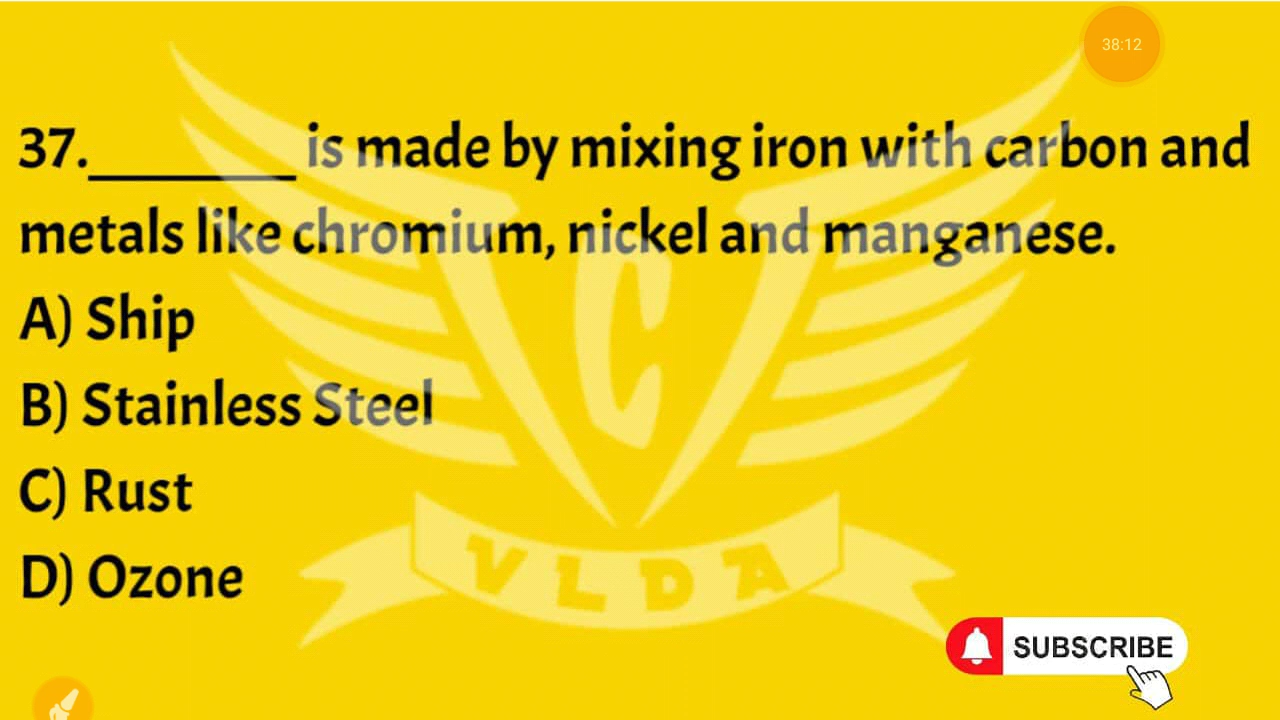 38:12
37.________ is made by mixing iron with carbon and
metals like chromium, nickel and manganese.
A) Ship
B) Stainless Steel
C) Rust
D) Ozone
C
VLDA
SUBSCRIBE